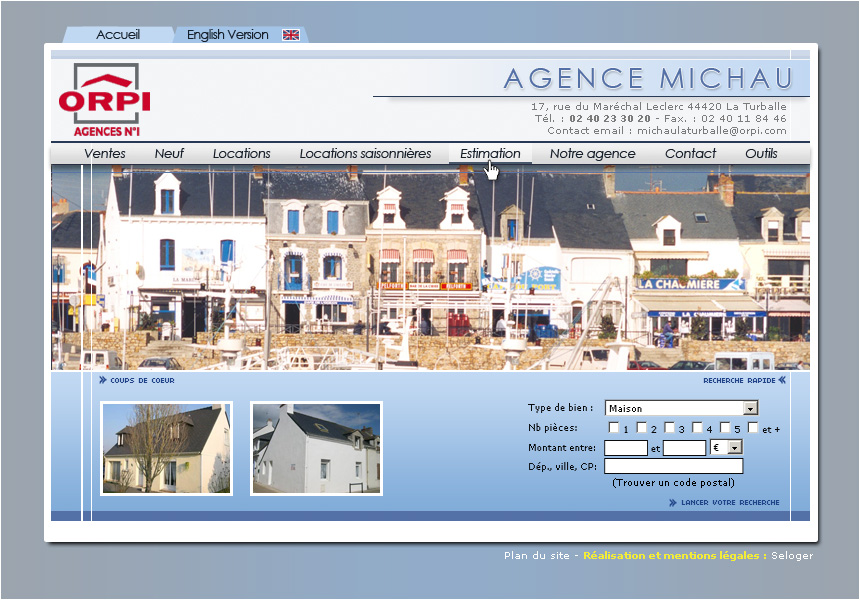 Accueil English Version
ORPI
AGENCES N°1
AGENCE MICHAU
17, rue du Maréchal Leclerc 44420 La Turballe
Tél. : 02 40 23 30 20 - Fax. : 02 40 11 84 46
Contact email : michaulaturballe@orpi.com
Ventes Neuf Locations Locations saisonnières Estimation Notre agence Contact Outils
LA CHAUMIERE
COUPS DE COEUR
RECHERCHE RAPIDE
Type de bien : Maison
Nb pièces: 1 2 3 4 5 et +
Montant entre: et €
Dép., ville, CP:
(Trouver un code postal)
LANCER VOTRE RECHERCHE
Plan du site - Réalisation et mentions légales : Seloger